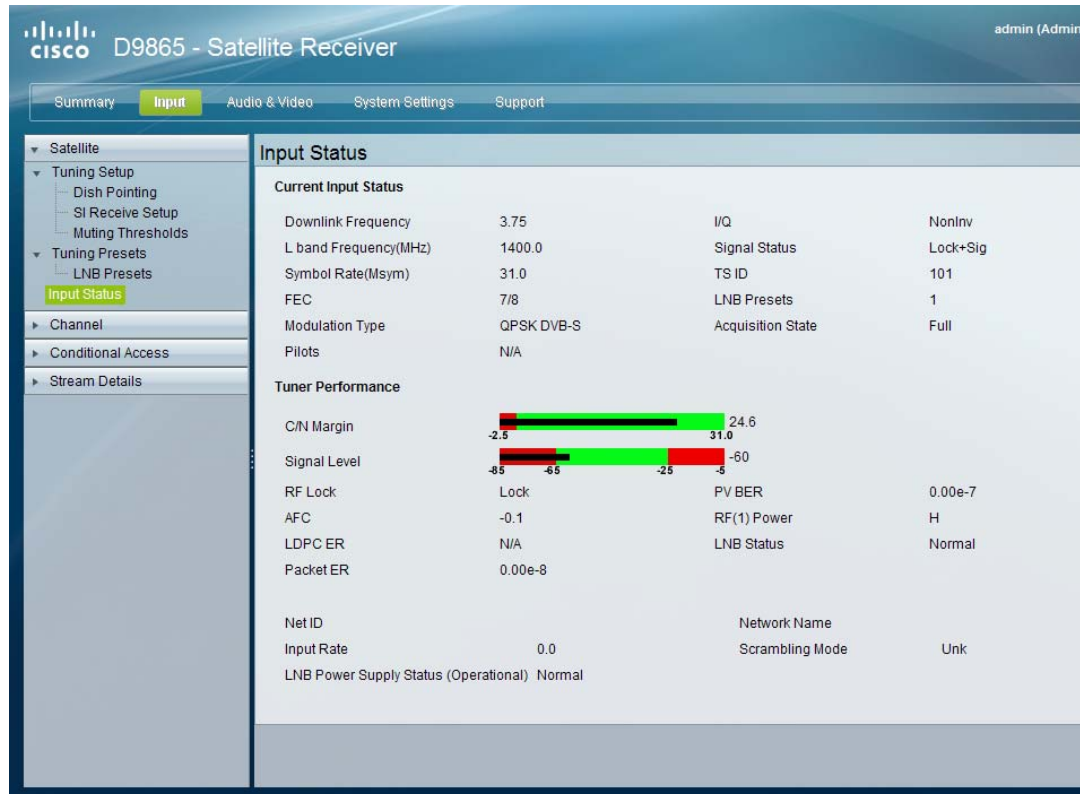 cisco D9865 - Satellite Receiver
admin (Admin
Summary Input Audio & Video System Settings Support
Satellite
Tuning Setup
Dish Pointing
SI Receive Setup
Muting Thresholds
Tuning Presets
LNB Presets
Input Status
Channel
Conditional Access
Stream Details
Input Status
Current Input Status
Downlink Frequency 3.75 I/Q NonInv
L band Frequency(MHz) 1400.0 Signal Status Lock+Sig
Symbol Rate(Msym) 31.0 TS ID 101
FEC 7/8 LNB Presets 1
Modulation Type QPSK DVB-S Acquisition State Full
Pilots N/A
Tuner Performance
C/N Margin 24.6
-2.5 31.0
Signal Level -60
-85 -65 -25 -5
RF Lock Lock PV BER 0.00e-7
AFC -0.1 RF(1) Power H
LDPC ER N/A LNB Status Normal
Packet ER 0.00e-8
Net ID Network Name
Input Rate 0.0 Scrambling Mode Unk
LNB Power Supply Status (Operational) Normal